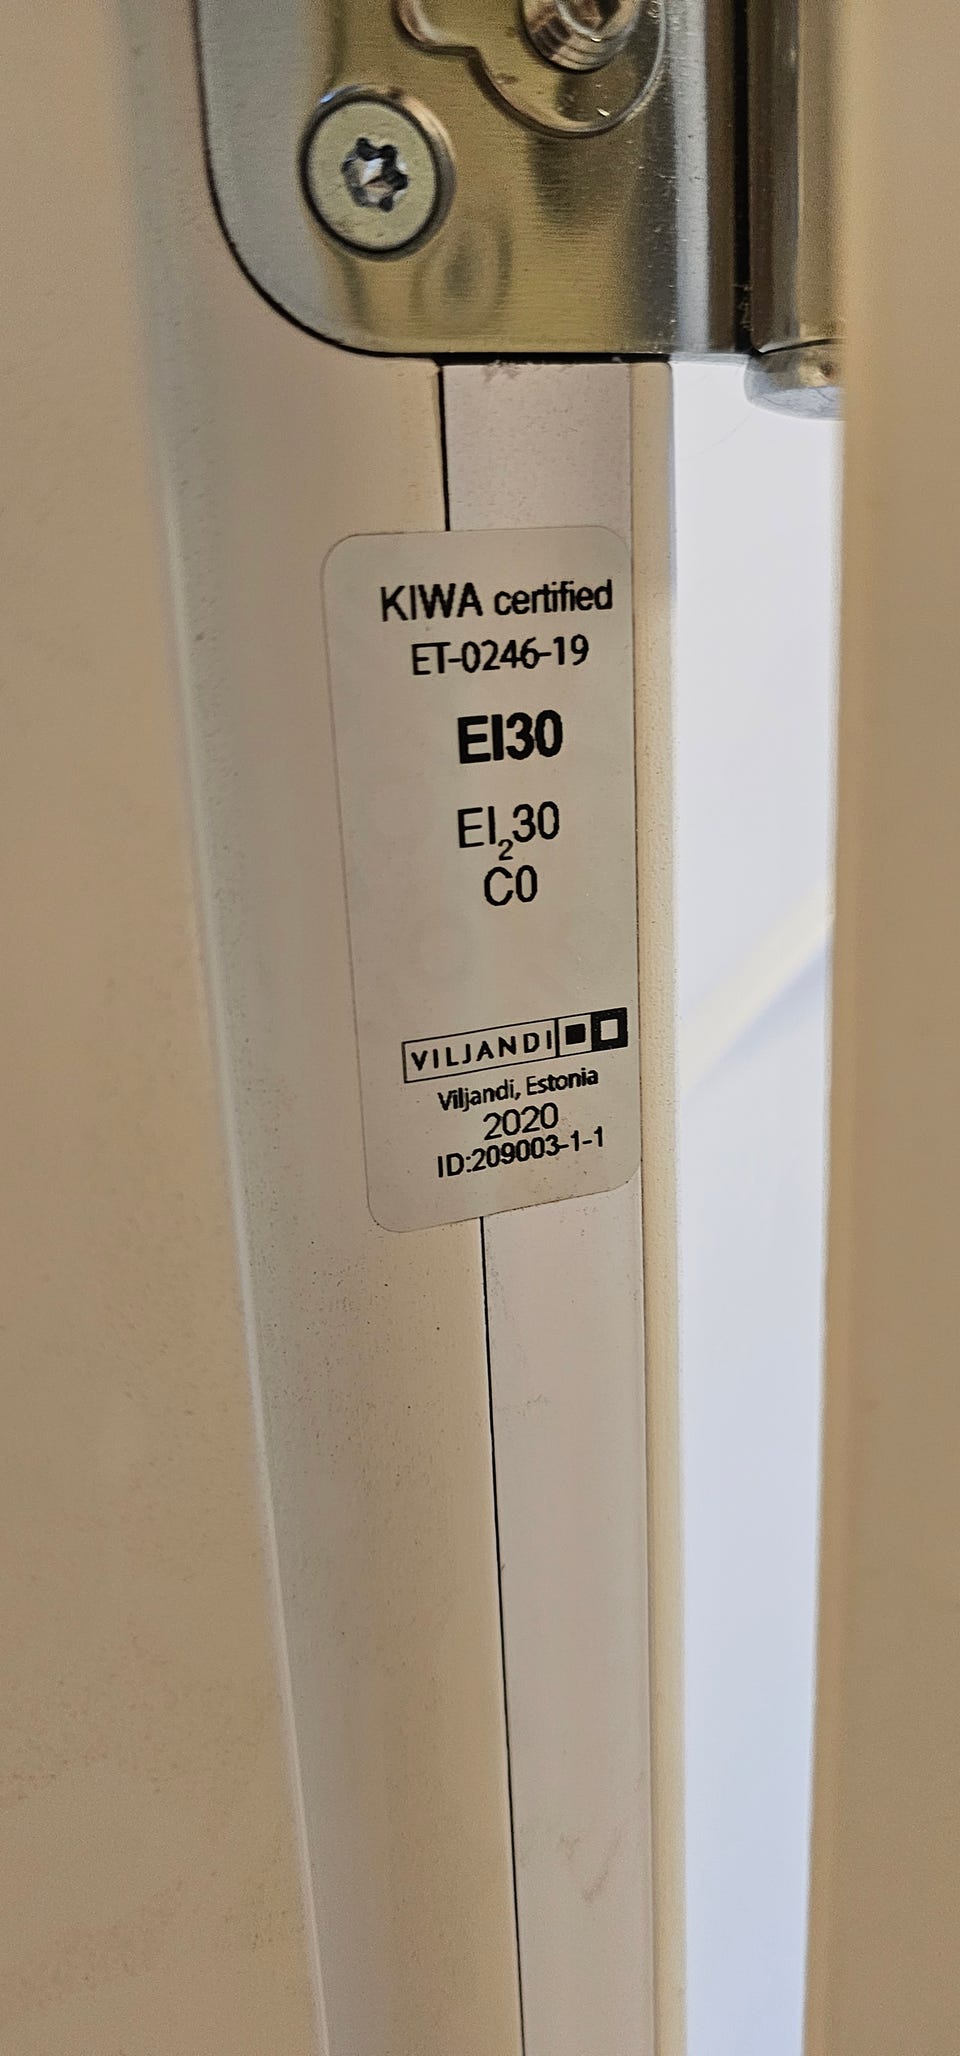 KIWA certified
ET-0246-19
EI30
EI₂30
C0
VILJANDI
Viljandi, Estonia
2020
ID:209003-1-1